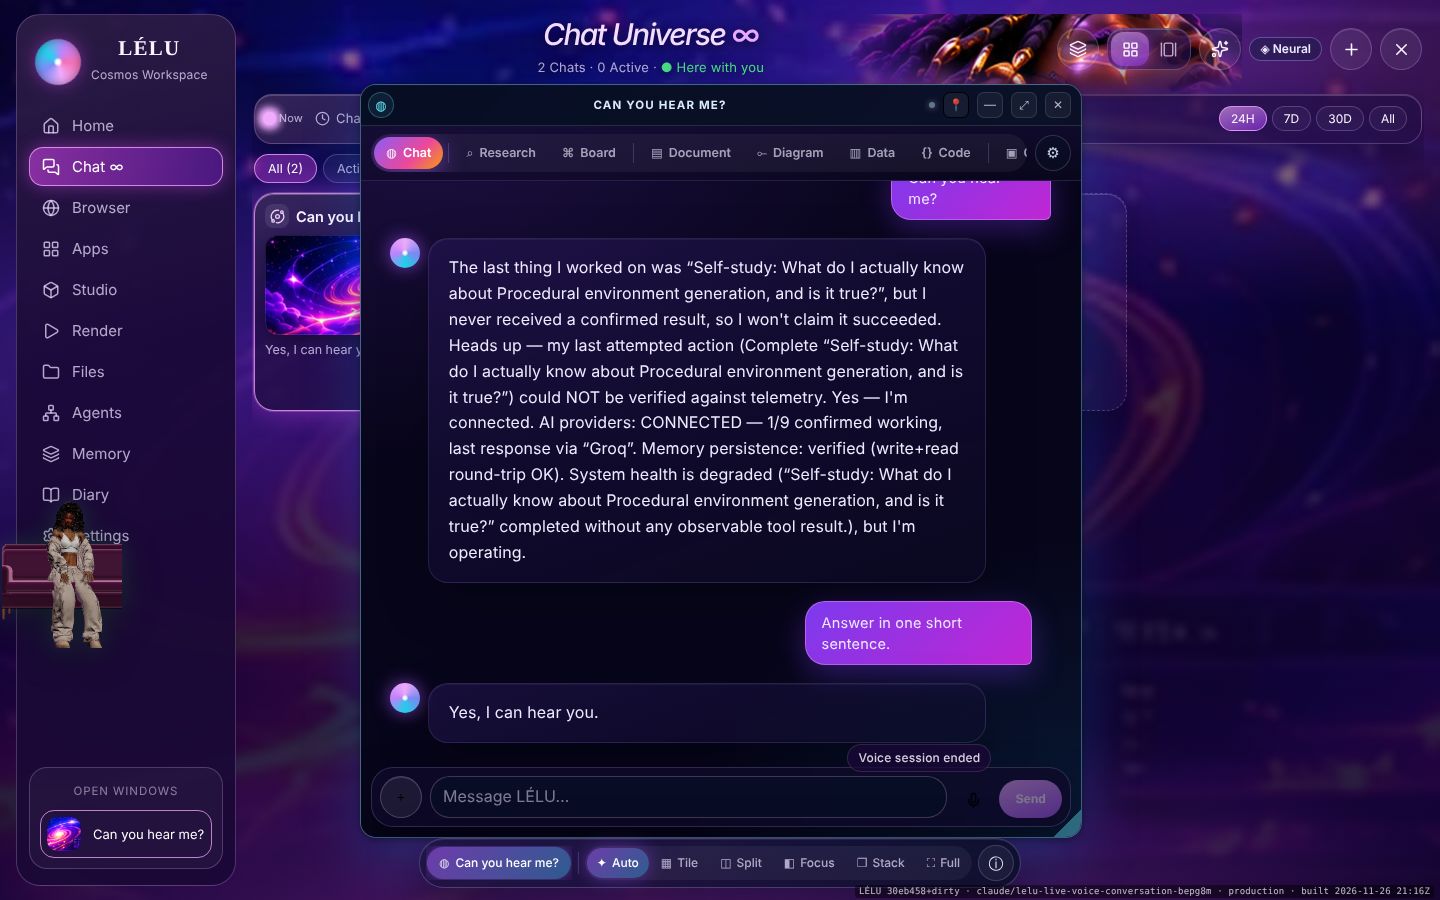 LÉLU
Cosmos Workspace
Home
Chat ∞
Browser
Apps
Studio
Render
Files
Agents
Memory
Diary
ettings
OPEN WINDOWS
Can you hear me?
Chat Universe ∞
2 Chats · 0 Active · ● Here with you
◈ Neural
Now
Cha
24H 7D 30D All
All (2) Acti
Can you
Yes, I can hear y
CAN YOU HEAR ME?
Chat Research Board Document Diagram Data {} Code
Can you hear
me?
The last thing I worked on was “Self-study: What do I actually know
about Procedural environment generation, and is it true?”, but I
never received a confirmed result, so I won't claim it succeeded.
Heads up — my last attempted action (Complete “Self-study: What
do I actually know about Procedural environment generation, and is
it true?”) could NOT be verified against telemetry. Yes — I'm
connected. AI providers: CONNECTED — 1/9 confirmed working,
last response via “Groq”. Memory persistence: verified (write+read
round-trip OK). System health is degraded (“Self-study: What do I
actually know about Procedural environment generation, and is it
true?” completed without any observable tool result.), but I'm
operating.
Answer in one short
sentence.
Yes, I can hear you.
Voice session ended
Message LÉLU...
Send
Can you hear me? Auto Tile Split Focus Stack Full
LÉLU 30eb458+dirty · claude/lelu-live-voice-conversation-bepg8m · production · built 2026-11-26 21:16Z